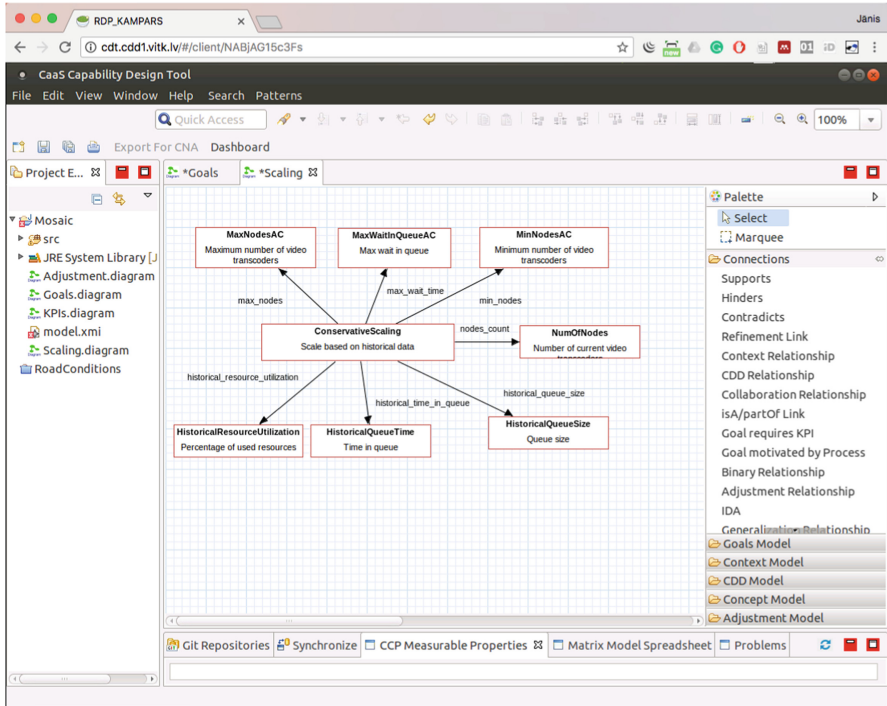 RDP_KAMPARS
Jānis
cdt.cdd1.vitk.lv/#/client/NABjAG15c3Fs
new
01
iD
CaaS Capability Design Tool
File Edit View Window Help Search Patterns
Quick Access
100%
Export For CNA Dashboard
Project E...
*Goals
*Scaling
Mosaic
src
JRE System Library [J
Adjustment.diagram
Goals.diagram
KPIs.diagram
model.xmi
Scaling.diagram
RoadConditions
MaxNodesAC
Maximum number of video
transcoders
MaxWaitInQueueAC
Max wait in queue
MinNodesAC
Minimum number of video
transcoders
max_nodes
max_wait_time
min_nodes
ConservativeScaling
Scale based on historical data
nodes_count
NumOfNodes
Number of current video
transcoders
historical_resource_utilization
historical_time_in_queue
historical_queue_size
HistoricalResourceUtilization
Percentage of used resources
HistoricalQueueTime
Time in queue
HistoricalQueueSize
Queue size
Palette
Select
Marquee
Connections
Supports
Hinders
Contradicts
Refinement Link
Context Relationship
CDD Relationship
Collaboration Relationship
isA/partOf Link
Goal requires KPI
Goal motivated by Process
Binary Relationship
Adjustment Relationship
IDA
Generalization Relationship
Goals Model
Context Model
CDD Model
Concept Model
Adjustment Model
Git Repositories
Synchronize
CCP Measurable Properties
Matrix Model Spreadsheet
Problems